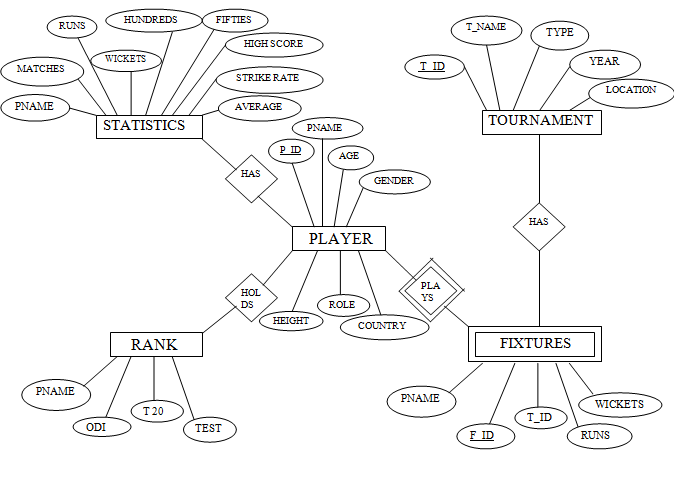 RUNS
HUNDREDS
FIFTIES
HIGH SCORE
MATCHES
WICKETS
STRIKE RATE
PNAME
AVERAGE
STATISTICS
T_NAME
TYPE
T_ID
YEAR
LOCATION
TOURNAMENT
PNAME
P_ID
AGE
GENDER
HAS
PLAYER
HAS
HOL
DS
PLA
YS
HEIGHT
ROLE
COUNTRY
RANK
FIXTURES
PNAME
ODI
T 20
TEST
PNAME
F_ID
T_ID
RUNS
WICKETS